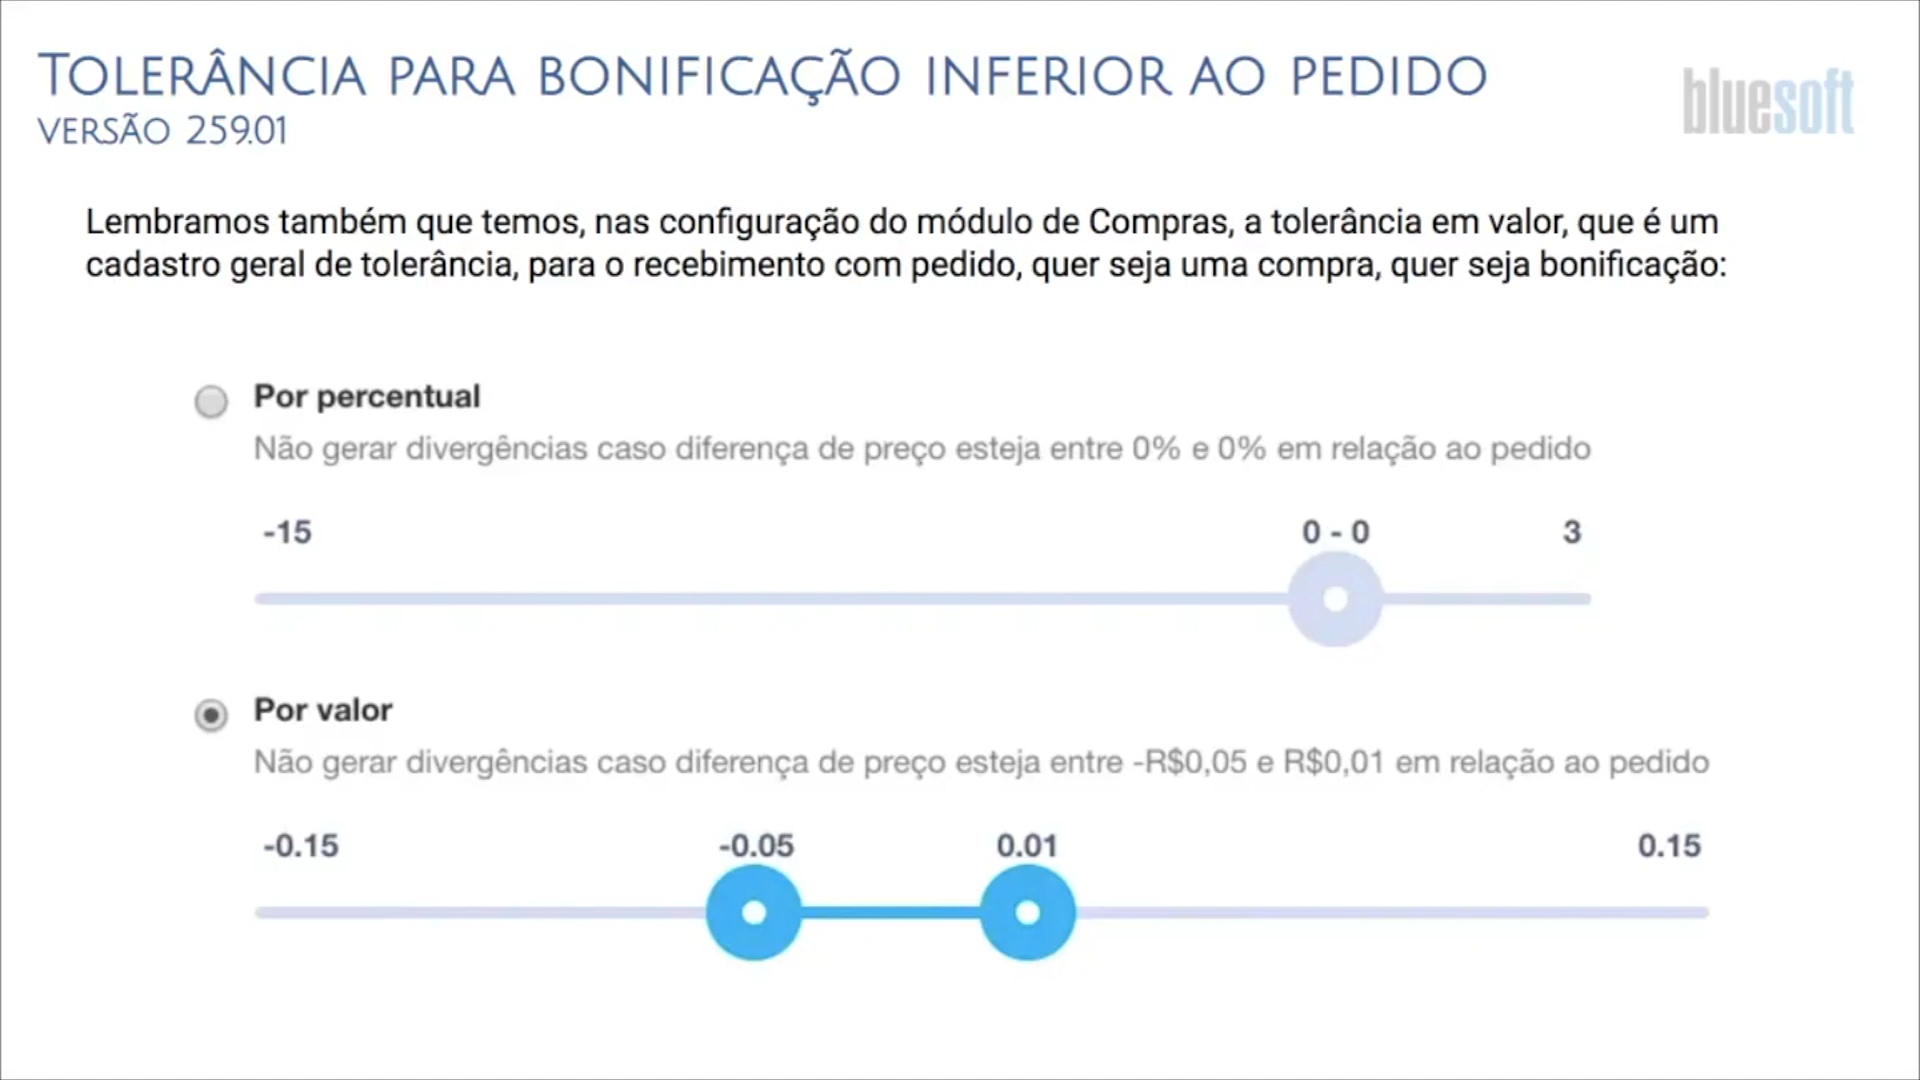 TOLERÂNCIA PARA BONIFICAÇÃO INFERIOR AO PEDIDO
VERSÃO 259.01
bluesoft
Lembramos também que temos, nas configuração do módulo de Compras, a tolerância em valor, que é um
cadastro geral de tolerância, para o recebimento com pedido, quer seja uma compra, quer seja bonificação:
Por percentual
Não gerar divergências caso diferença de preço esteja entre 0% e 0% em relação ao pedido
-15 0 - 0 3
Por valor
Não gerar divergências caso diferença de preço esteja entre -R$0,05 e R$0,01 em relação ao pedido
-0.15 -0.05 0.01 0.15